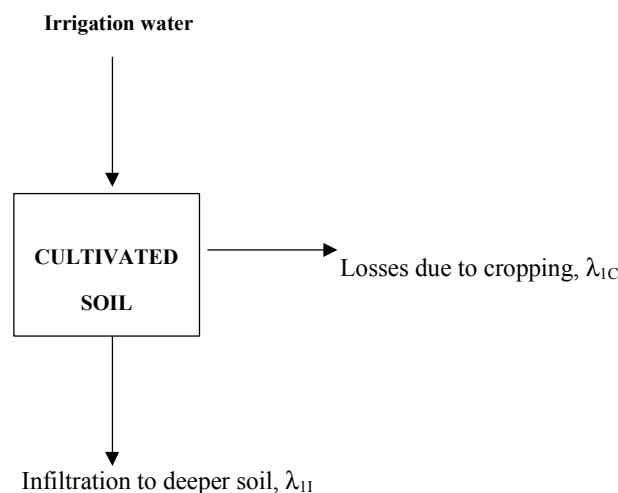 Irrigation water
CULTIVATED
SOIL
Losses due to cropping, λ1C
Infiltration to deeper soil, λ1I